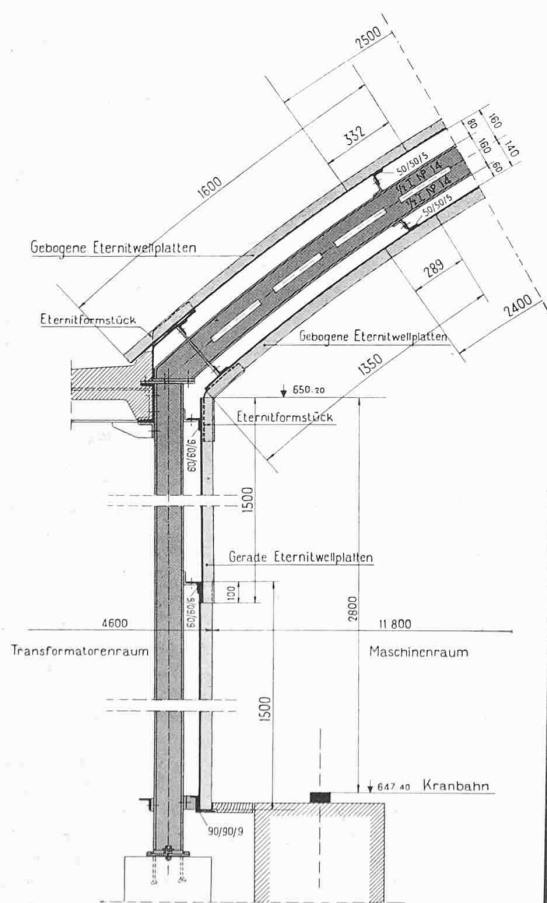 2500
332
50/50/5
160
80
160
140
60
½ I. № 14
½ I. № 14
50/50/5
1600
Gebogene Eternitwellplatten
289
Eternitformstück
Gebogene Eternitwellplatten
2400
1350
650.20
Eternitformstück
60/60/6
1500
Gerade Eternitwellplatten
100
60/60/6
2800
4600
11 800
Transformatorenraum
Maschinenraum
1500
647.40 Kranbahn
90/90/9